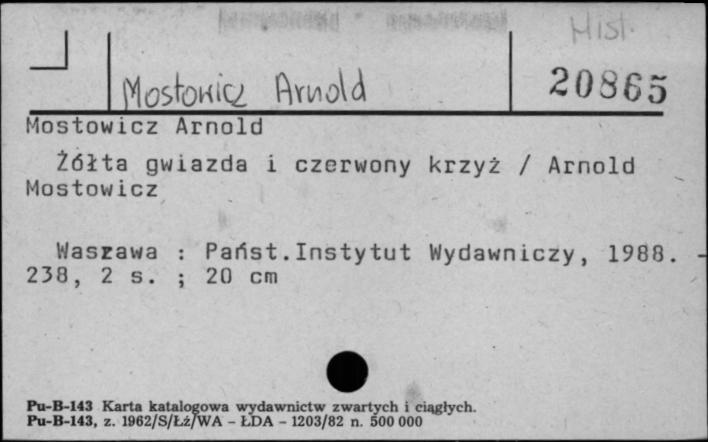 Hist.
Mostowicz Arnold
20865
Mostowicz Arnold
Żółta gwiazda i czerwony krzyż / Arnold
Mostowicz
Waszawa : Państ.Instytut Wydawniczy, 1988. -
238, 2 s. ; 20 cm
Pu-B-143 Karta katalogowa wydawnictw zwartych i ciągłych.
Pu-B-143, z. 1962/S/Łż/WA - ŁDA - 1203/82 n. 500 000